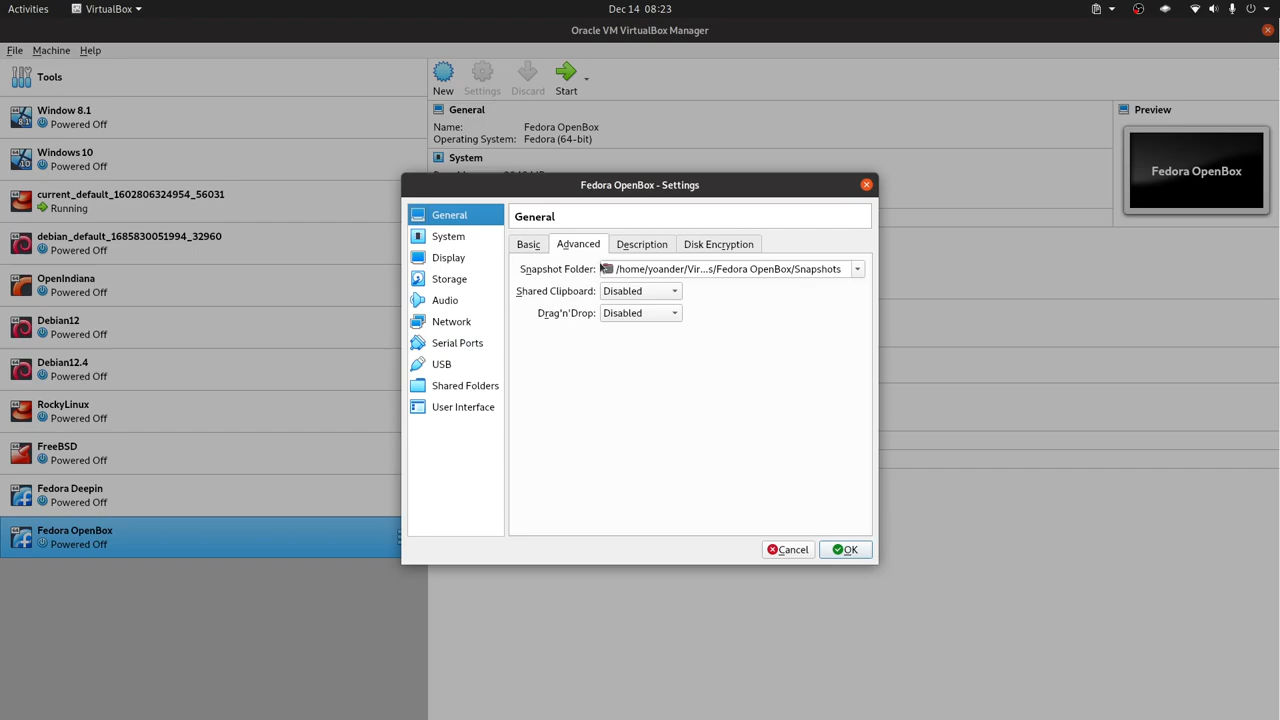 Activities VirtualBox Dec 14 08:23
Oracle VM VirtualBox Manager
File Machine Help
Tools
New Settings Discard Start
Window 8.1
Powered Off
Windows 10
Powered Off
current_default_1602806324954_56031
Running
debian_default_1685830051994_32960
Powered Off
OpenIndiana
Powered Off
Debian12
Powered Off
Debian12.4
Powered Off
RockyLinux
Powered Off
FreeBSD
Powered Off
Fedora Deepin
Powered Off
Fedora OpenBox
Powered Off
General
Name: Fedora OpenBox
Operating System: Fedora (64-bit)
System
Preview
Fedora OpenBox
Fedora OpenBox - Settings
General
System
Display
Storage
Audio
Network
Serial Ports
USB
Shared Folders
User Interface
General
Basic Advanced Description Disk Encryption
Snapshot Folder: /home/yoander/Vir...s/Fedora OpenBox/Snapshots
Shared Clipboard: Disabled
Drag'n'Drop: Disabled
Cancel OK